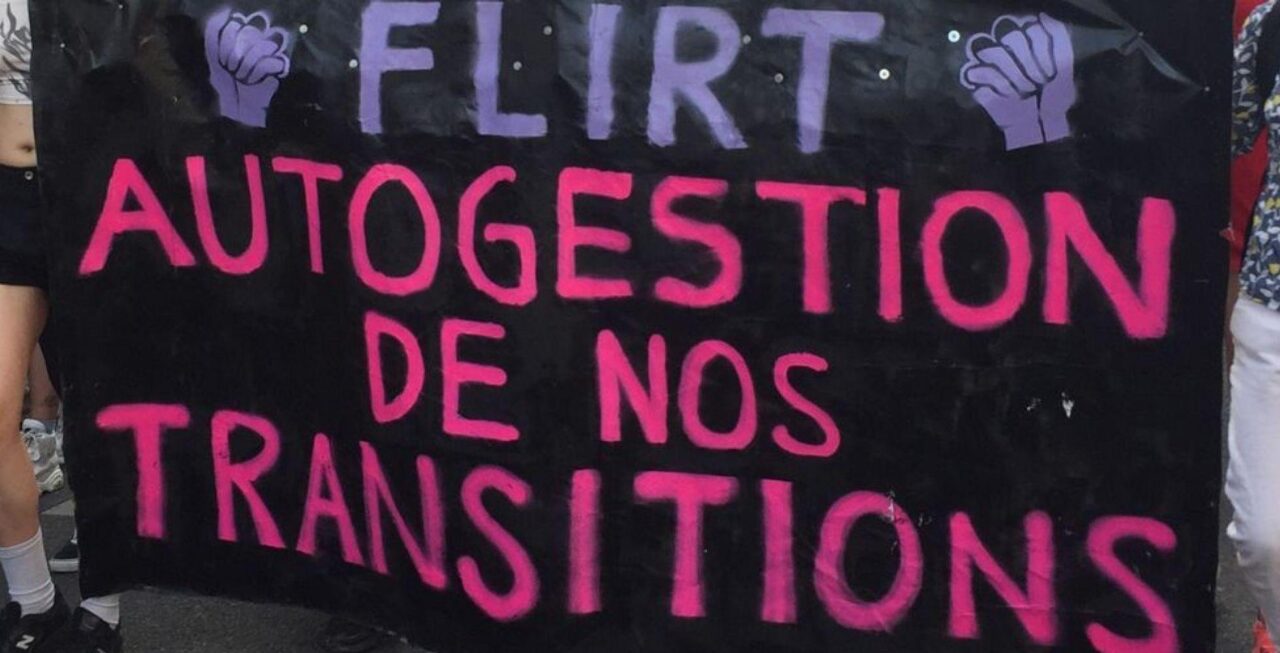 FLIRT
AUTOGESTION
DE NOS
TRANSITIONS